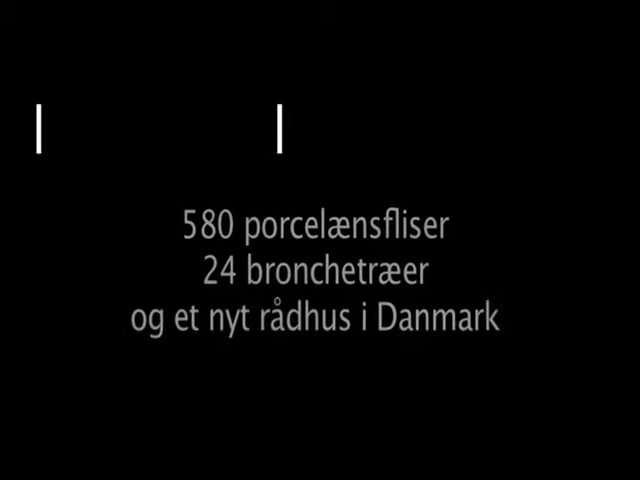 580 porcelænsfliser
24 bronchetræer
og et nyt rådhus i Danmark